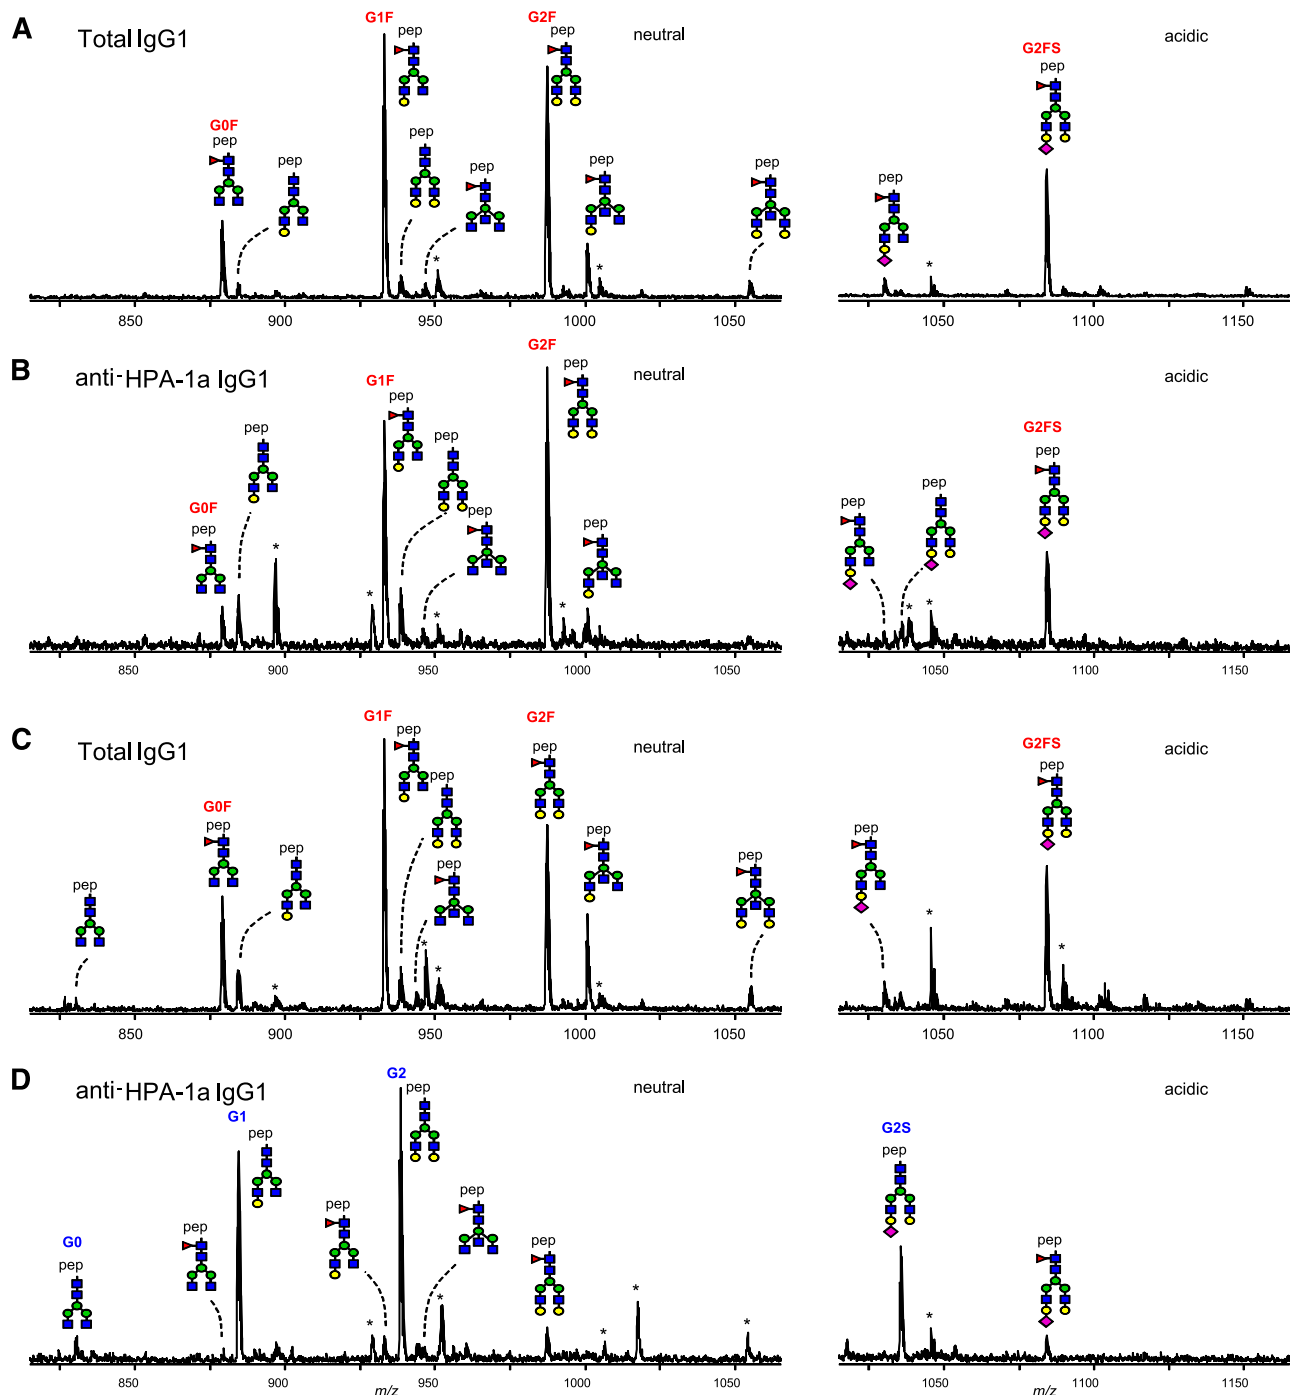 A Total IgG1 neutral acidic
G0F G1F G2F G2FS
pep pep pep pep pep pep pep pep pep pep pep
* * *
850 900 950 1000 1050 1050 1100 1150
B anti-HPA-1a IgG1 neutral acidic
G0F G1F G2F G2FS
pep pep pep pep pep pep pep pep pep pep
* * * * * *
850 900 950 1000 1050 1050 1100 1150
C Total IgG1 neutral acidic
G0F G1F G2F G2FS
pep pep pep pep pep pep pep pep pep pep pep
* * * * * *
850 900 950 1000 1050 1050 1100 1150
D anti-HPA-1a IgG1 neutral acidic
G0 G1 G2 G2S
pep pep pep pep pep pep pep pep pep
* * * * * *
850 900 m/z 950 1000 1050 1050 m/z 1100 1150